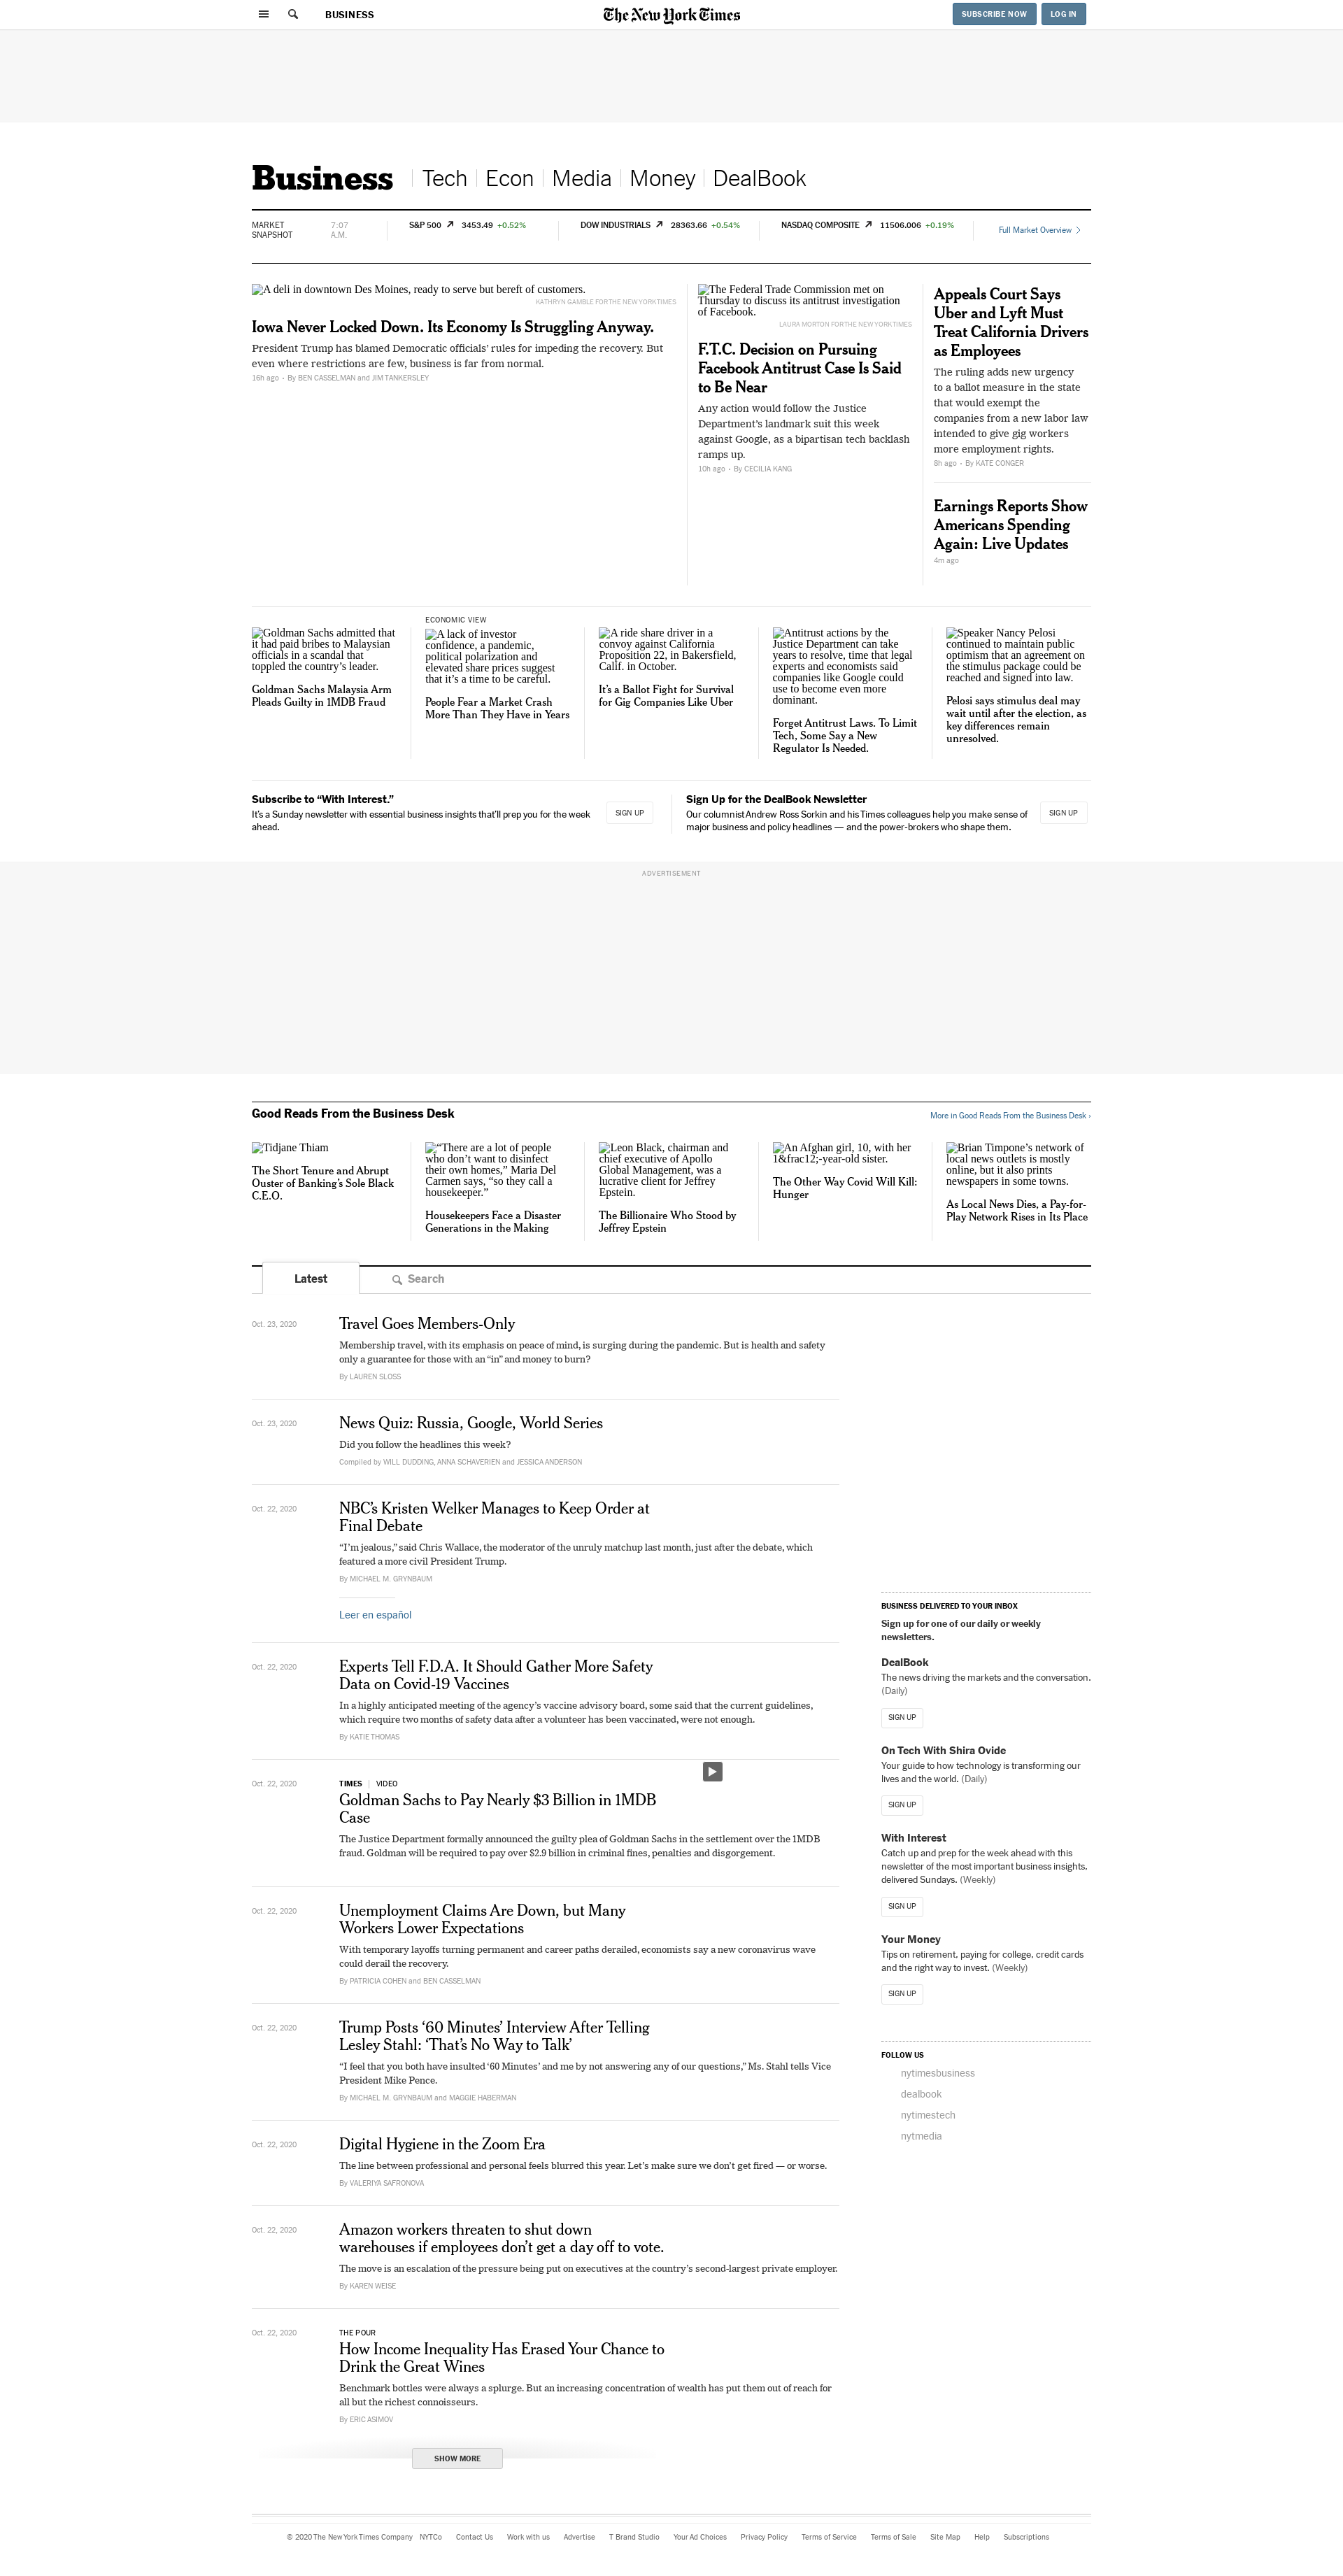 BUSINESS
The New York Times
SUBSCRIBE NOW
LOG IN
Business
Tech
Econ
Media
Money
DealBook
MARKET
SNAPSHOT
7:07
A.M.
S&P 500 3453.49 +0.52%
DOW INDUSTRIALS 28363.66 +0.54%
NASDAQ COMPOSITE 11506.006 +0.19%
Full Market Overview
A deli in downtown Des Moines, ready to serve but bereft of customers.
KATHRYN GAMBLE FOR THE NEW YORK TIMES
Iowa Never Locked Down. Its Economy Is Struggling Anyway.
President Trump has blamed Democratic officials’ rules for impeding the recovery. But
even where restrictions are few, business is far from normal.
16h ago - By BEN CASSELMAN and JIM TANKERSLEY
The Federal Trade Commission met on
Thursday to discuss its antitrust investigation
of Facebook.
LAURA MORTON FOR THE NEW YORK TIMES
F.T.C. Decision on Pursuing
Facebook Antitrust Case Is Said
to Be Near
Any action would follow the Justice
Department’s landmark suit this week
against Google, as a bipartisan tech backlash
ramps up.
10h ago - By CECILIA KANG
Appeals Court Says
Uber and Lyft Must
Treat California Drivers
as Employees
The ruling adds new urgency
to a ballot measure in the state
that would exempt the
companies from a new labor law
intended to give gig workers
more employment rights.
8h ago - By KATE CONGER
Earnings Reports Show
Americans Spending
Again: Live Updates
4m ago
Goldman Sachs admitted that
it had paid bribes to Malaysian
officials in a scandal that
toppled the country’s leader.
Goldman Sachs Malaysia Arm
Pleads Guilty in 1MDB Fraud
ECONOMIC VIEW
A lack of investor
confidence, a pandemic,
political polarization and
elevated share prices suggest
that it’s a time to be careful.
People Fear a Market Crash
More Than They Have in Years
A ride share driver in a
convoy against California
Proposition 22, in Bakersfield,
Calif. in October.
It’s a Ballot Fight for Survival
for Gig Companies Like Uber
Antitrust actions by the
Justice Department can take
years to resolve, time that legal
experts and economists said
companies like Google could
use to become even more
dominant.
Forget Antitrust Laws. To Limit
Tech, Some Say a New
Regulator Is Needed.
Speaker Nancy Pelosi
continued to maintain public
optimism that an agreement on
the stimulus package could be
reached and signed into law.
Pelosi says stimulus deal may
wait until after the election, as
key differences remain
unresolved.
Subscribe to “With Interest.”
It’s a Sunday newsletter with essential business insights that’ll prep you for the week
ahead.
SIGN UP
Sign Up for the DealBook Newsletter
Our columnist Andrew Ross Sorkin and his Times colleagues help you make sense of
major business and policy headlines — and the power-brokers who shape them.
SIGN UP
ADVERTISEMENT
Good Reads From the Business Desk
More in Good Reads From the Business Desk ›
Tidjane Thiam
The Short Tenure and Abrupt
Ouster of Banking’s Sole Black
C.E.O.
“There are a lot of people
who don’t want to disinfect
their own homes,” Maria Del
Carmen says, “so they call a
housekeeper.”
Housekeepers Face a Disaster
Generations in the Making
Leon Black, chairman and
chief executive of Apollo
Global Management, was a
lucrative client for Jeffrey
Epstein.
The Billionaire Who Stood by
Jeffrey Epstein
An Afghan girl, 10, with her
1&frac12;-year-old sister.
The Other Way Covid Will Kill:
Hunger
Brian Timpone’s network of
local news outlets is mostly
online, but it also prints
newspapers in some towns.
As Local News Dies, a Pay-for-
Play Network Rises in Its Place
Latest
Search
Oct. 23, 2020
Travel Goes Members-Only
Membership travel, with its emphasis on peace of mind, is surging during the pandemic. But is health and safety
only a guarantee for those with an “in” and money to burn?
By LAUREN SLOSS
Oct. 23, 2020
News Quiz: Russia, Google, World Series
Did you follow the headlines this week?
Compiled by WILL DUDDING, ANNA SCHAVERIEN and JESSICA ANDERSON
Oct. 22, 2020
NBC’s Kristen Welker Manages to Keep Order at
Final Debate
“I’m jealous,” said Chris Wallace, the moderator of the unruly matchup last month, just after the debate, which
featured a more civil President Trump.
By MICHAEL M. GRYNBAUM
Leer en español
Oct. 22, 2020
Experts Tell F.D.A. It Should Gather More Safety
Data on Covid-19 Vaccines
In a highly anticipated meeting of the agency’s vaccine advisory board, some said that the current guidelines,
which require two months of safety data after a volunteer has been vaccinated, were not enough.
By KATIE THOMAS
Oct. 22, 2020
TIMES | VIDEO
Goldman Sachs to Pay Nearly $3 Billion in 1MDB
Case
The Justice Department formally announced the guilty plea of Goldman Sachs in the settlement over the 1MDB
fraud. Goldman will be required to pay over $2.9 billion in criminal fines, penalties and disgorgement.
Oct. 22, 2020
Unemployment Claims Are Down, but Many
Workers Lower Expectations
With temporary layoffs turning permanent and career paths derailed, economists say a new coronavirus wave
could derail the recovery.
By PATRICIA COHEN and BEN CASSELMAN
Oct. 22, 2020
Trump Posts ‘60 Minutes’ Interview After Telling
Lesley Stahl: ‘That’s No Way to Talk’
“I feel that you both have insulted ‘60 Minutes’ and me by not answering any of our questions,” Ms. Stahl tells Vice
President Mike Pence.
By MICHAEL M. GRYNBAUM and MAGGIE HABERMAN
Oct. 22, 2020
Digital Hygiene in the Zoom Era
The line between professional and personal feels blurred this year. Let’s make sure we don’t get fired — or worse.
By VALERIYA SAFRONOVA
Oct. 22, 2020
Amazon workers threaten to shut down
warehouses if employees don’t get a day off to vote.
The move is an escalation of the pressure being put on executives at the country’s second-largest private employer.
By KAREN WEISE
Oct. 22, 2020
THE POUR
How Income Inequality Has Erased Your Chance to
Drink the Great Wines
Benchmark bottles were always a splurge. But an increasing concentration of wealth has put them out of reach for
all but the richest connoisseurs.
By ERIC ASIMOV
SHOW MORE
BUSINESS DELIVERED TO YOUR INBOX
Sign up for one of our daily or weekly
newsletters.
DealBook
The news driving the markets and the conversation.
(Daily)
SIGN UP
On Tech With Shira Ovide
Your guide to how technology is transforming our
lives and the world. (Daily)
SIGN UP
With Interest
Catch up and prep for the week ahead with this
newsletter of the most important business insights,
delivered Sundays. (Weekly)
SIGN UP
Your Money
Tips on retirement, paying for college, credit cards
and the right way to invest. (Weekly)
SIGN UP
FOLLOW US
nytimesbusiness
dealbook
nytimestech
nytmedia
© 2020 The New York Times Company NYTCo Contact Us Work with us Advertise T Brand Studio Your Ad Choices Privacy Policy Terms of Service Terms of Sale Site Map Help Subscriptions